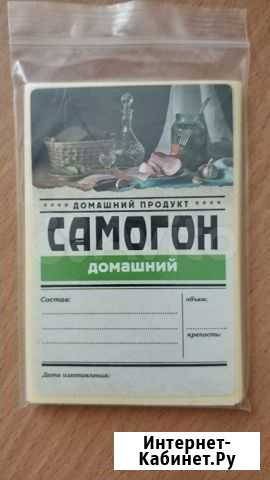 ДОМАШНИЙ ПРОДУКТ
САМОГОН
ДОМАШНИЙ
Состав:
объем:
крепость:
Дата изготовления:
Интернет-
Кабинет.Ру